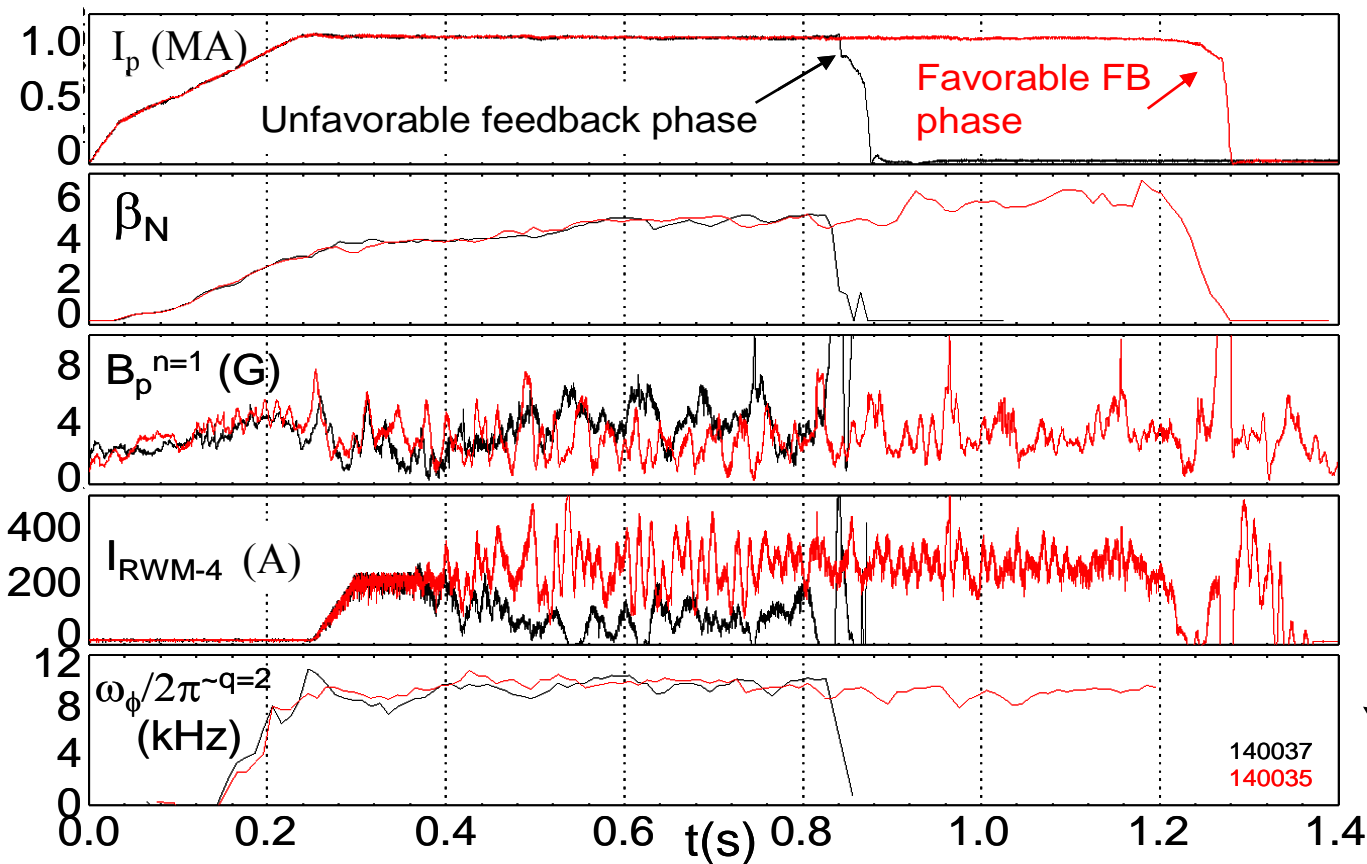 I_p (MA)
1.0
0.5
0
Unfavorable feedback phase
Favorable FB
phase
β_N
6
4
2
0
B_p^n=1 (G)
8
4
0
I_RWM-4 (A)
400
200
0
ω_ϕ/2π^~q=2
(kHz)
12
8
4
0
140037
140035
0.0 0.2 0.4 0.6 0.8 1.0 1.2 1.4
t(s)